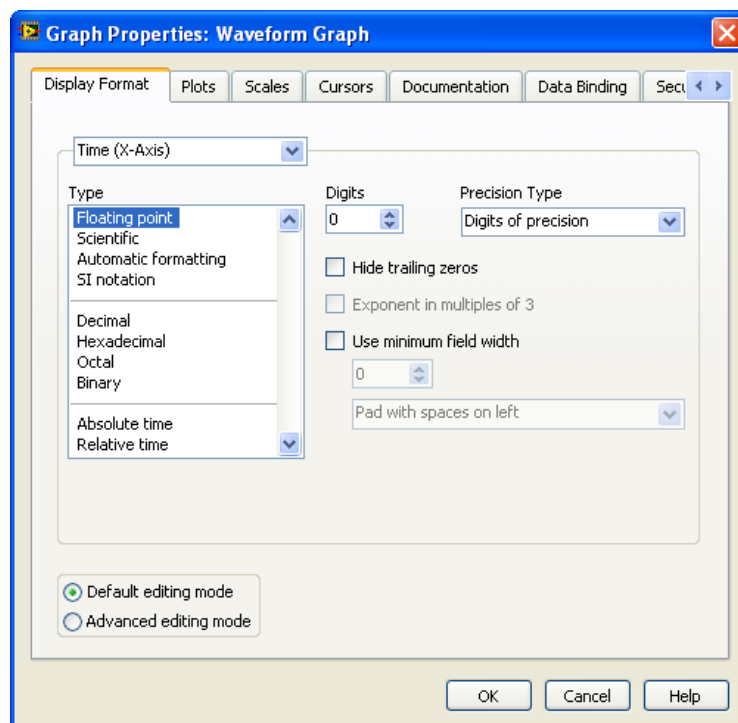 Graph Properties: Waveform Graph
Display Format Plots Scales Cursors Documentation Data Binding Secu
Time (X-Axis)
Type Digits Precision Type
Floating point 0 Digits of precision
Scientific
Automatic formatting Hide trailing zeros
SI notation Exponent in multiples of 3
Decimal Use minimum field width
Hexadecimal
Octal 0
Binary
Pad with spaces on left
Absolute time
Relative time
Default editing mode
Advanced editing mode
OK Cancel Help